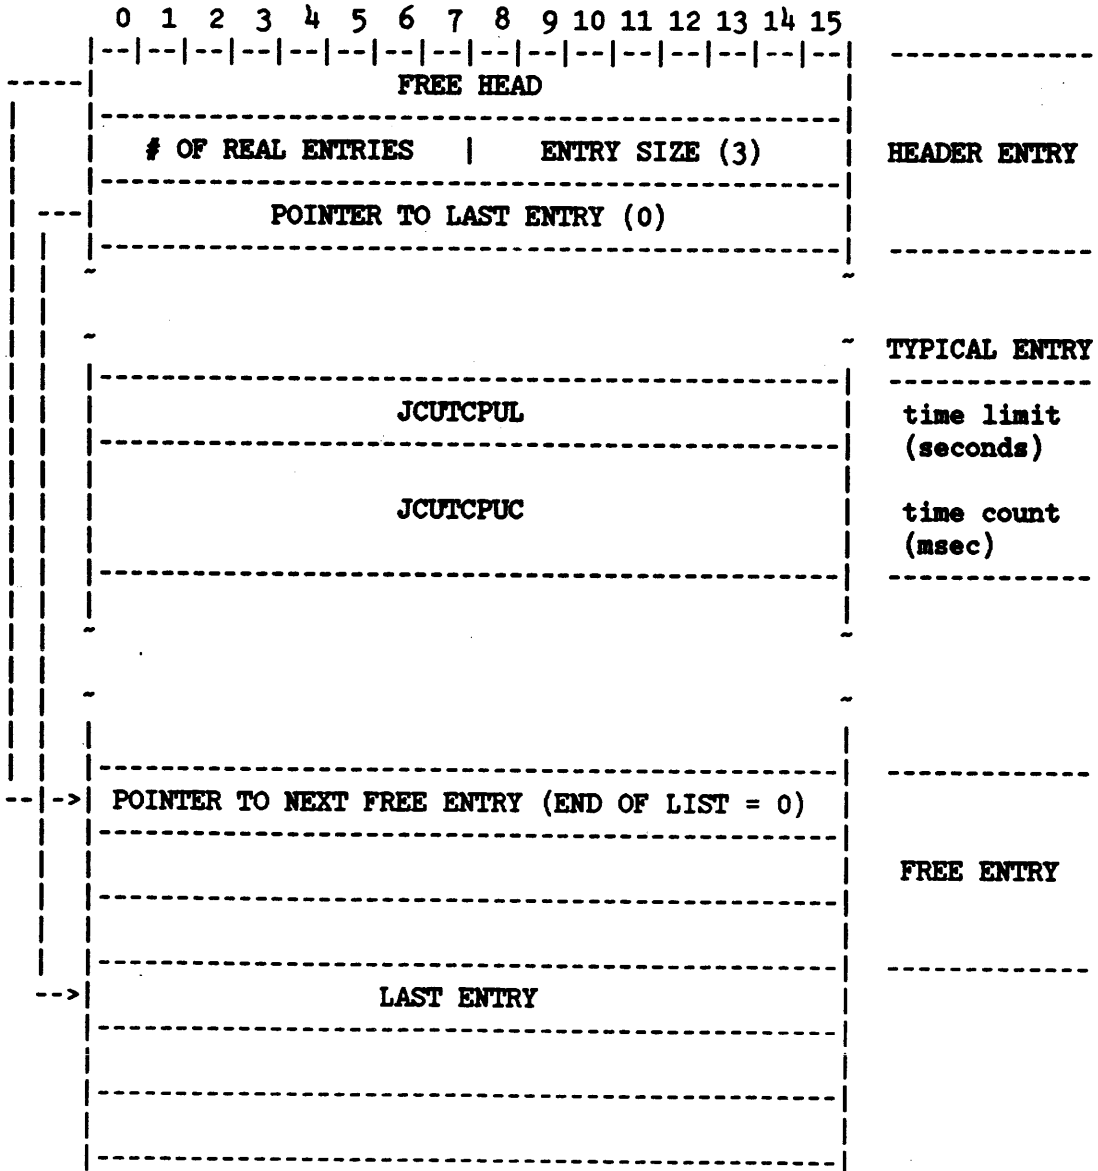 0 1 2 3 4 5 6 7 8 9 10 11 12 13 14 15
FREE HEAD
# OF REAL ENTRIES | ENTRY SIZE (3) HEADER ENTRY
POINTER TO LAST ENTRY (0)
TYPICAL ENTRY
JCUTCPUL time limit
(seconds)
JCUTCPUC time count
(msec)
POINTER TO NEXT FREE ENTRY (END OF LIST = 0)
FREE ENTRY
LAST ENTRY